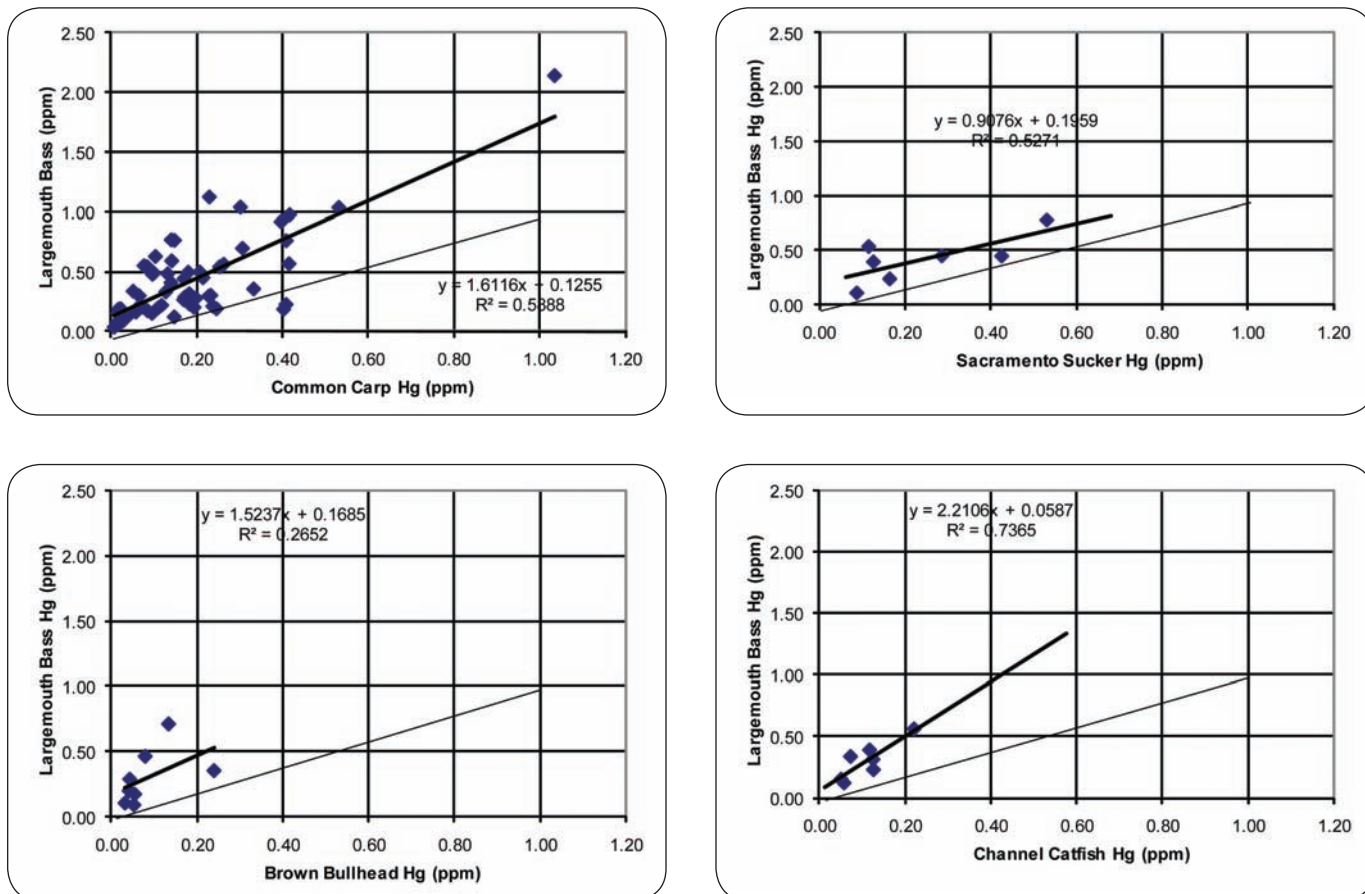 2.50
2.00
1.50
1.00
0.50
0.00
Largemouth Bass (ppm)
y = 1.6116x + 0.1255
R² = 0.5888
0.00 0.20 0.40 0.60 0.80 1.00 1.20
Common Carp Hg (ppm)
2.50
2.00
1.50
1.00
0.50
0.00
Largemouth Bass Hg (ppm)
y = 0.9076x + 0.1959
R² = 0.5271
0.00 0.20 0.40 0.60 0.80 1.00 1.20
Sacramento Sucker Hg (ppm)
2.50
2.00
1.50
1.00
0.50
0.00
Largemouth Bass Hg (ppm)
y = 1.5237x + 0.1685
R² = 0.2652
0.00 0.20 0.40 0.60 0.80 1.00 1.20
Brown Bullhead Hg (ppm)
2.50
2.00
1.50
1.00
0.50
0.00
Largemouth Bass Hg (ppm)
y = 2.2106x + 0.0587
R² = 0.7365
0.00 0.20 0.40 0.60 0.80 1.00 1.20
Channel Catfish Hg (ppm)